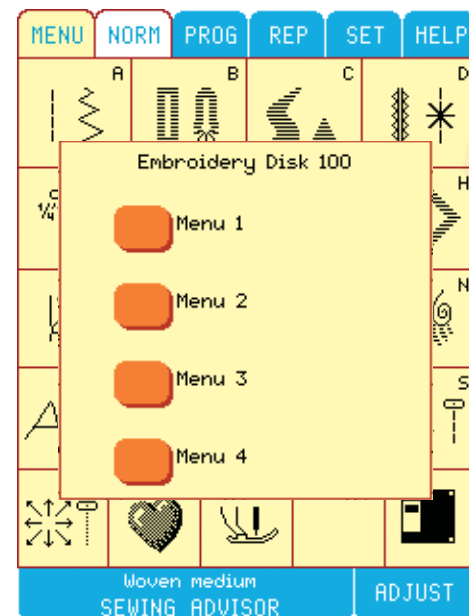 MENU NORM PROG REP SET HELP
A B C D
Embroidery Disk 100
H
Menu 1
Menu 2
N
Menu 3
S
Menu 4
Woven medium
SEWING ADVISOR
ADJUST